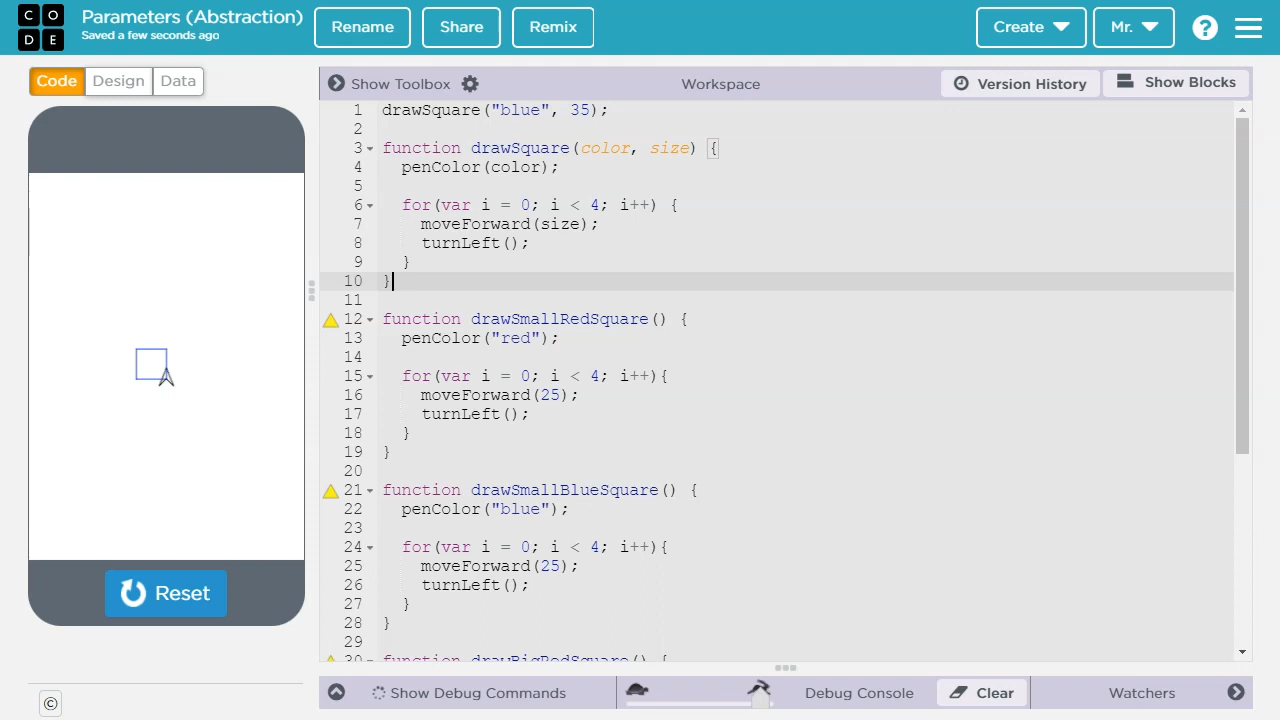 CO
DE
Parameters (Abstraction)
Saved a few seconds ago
Rename
Share
Remix
Create
Mr.
?
Code
Design
Data
Show Toolbox
Workspace
Version History
Show Blocks
1 drawSquare("blue", 35);
2
3 function drawSquare(color, size) {
4 penColor(color);
5
6 for(var i = 0; i < 4; i++) {
7 moveForward(size);
8 turnLeft();
9 }
10 }
11
12 function drawSmallRedSquare() {
13 penColor("red");
14
15 for(var i = 0; i < 4; i++){
16 moveForward(25);
17 turnLeft();
18 }
19 }
20
21 function drawSmallBlueSquare() {
22 penColor("blue");
23
24 for(var i = 0; i < 4; i++){
25 moveForward(25);
26 turnLeft();
27 }
28 }
29
30 function drawBigRedSquare() {
Reset
©
Show Debug Commands
Debug Console
Clear
Watchers